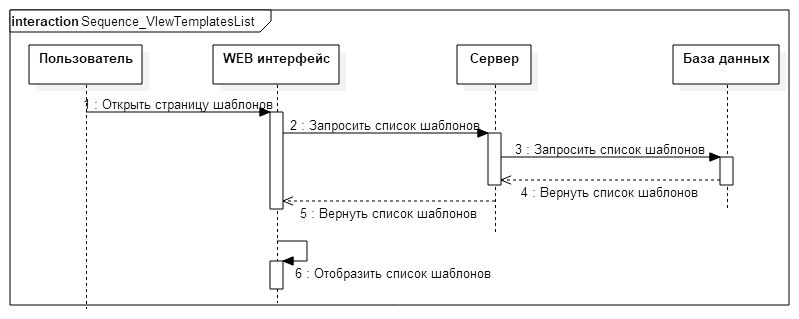 interaction Sequence_VIewTemplatesList
Пользователь
WEB интерфейс
Сервер
База данных
1 : Открыть страницу шаблонов
2 : Запросить список шаблонов
3 : Запросить список шаблонов
4 : Вернуть список шаблонов
5 : Вернуть список шаблонов
6 : Отобразить список шаблонов